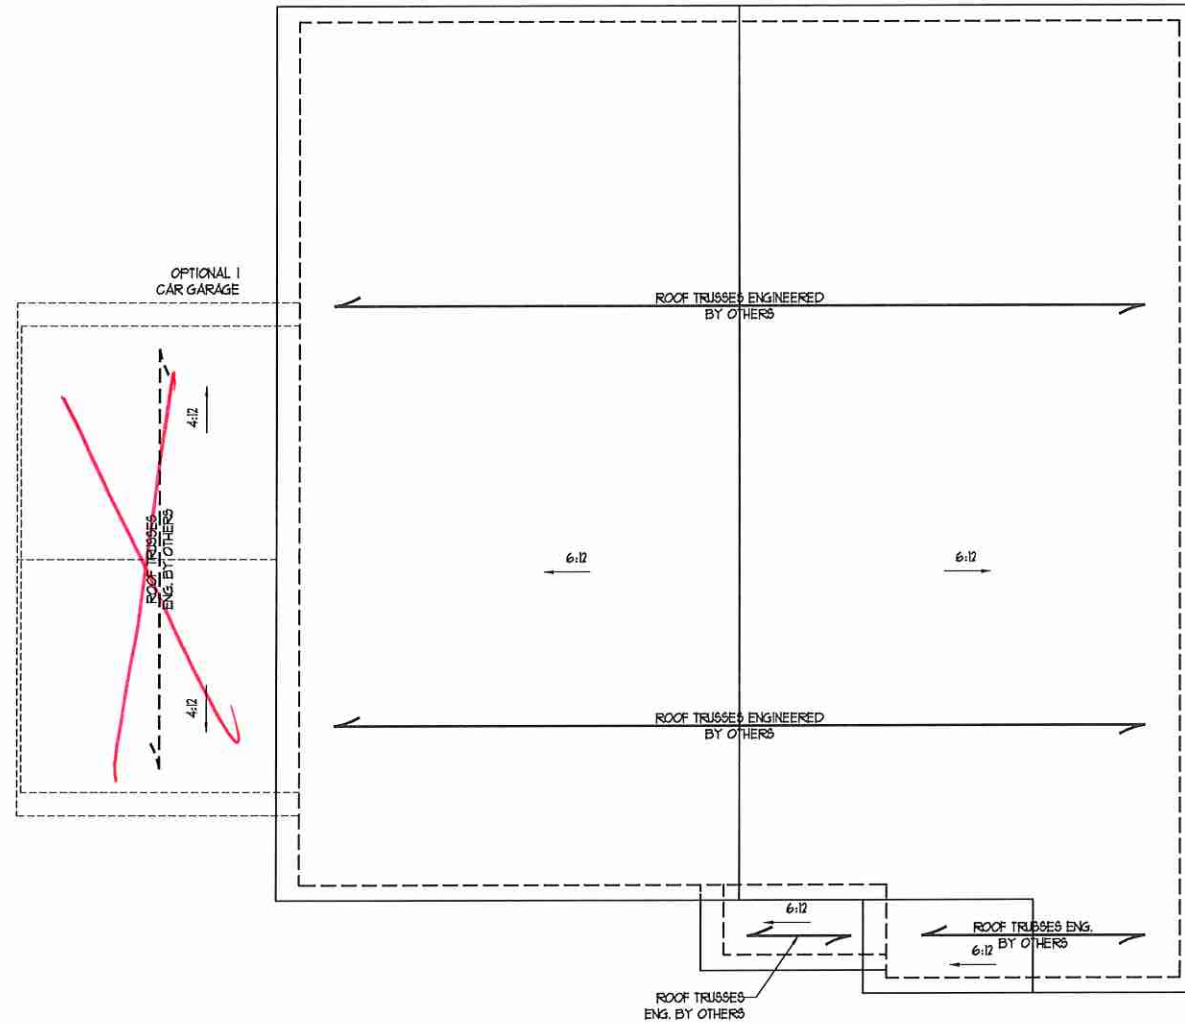 OPTIONAL 1
CAR GARAGE
ROOF TRUSSES ENGINEERED
BY OTHERS
4:12
ROOF TRUSSES
ENG. BY OTHERS
6:12
6:12
4:12
ROOF TRUSSES ENGINEERED
BY OTHERS
6:12
ROOF TRUSSES ENG.
BY OTHERS
6:12
ROOF TRUSSES
ENG. BY OTHERS